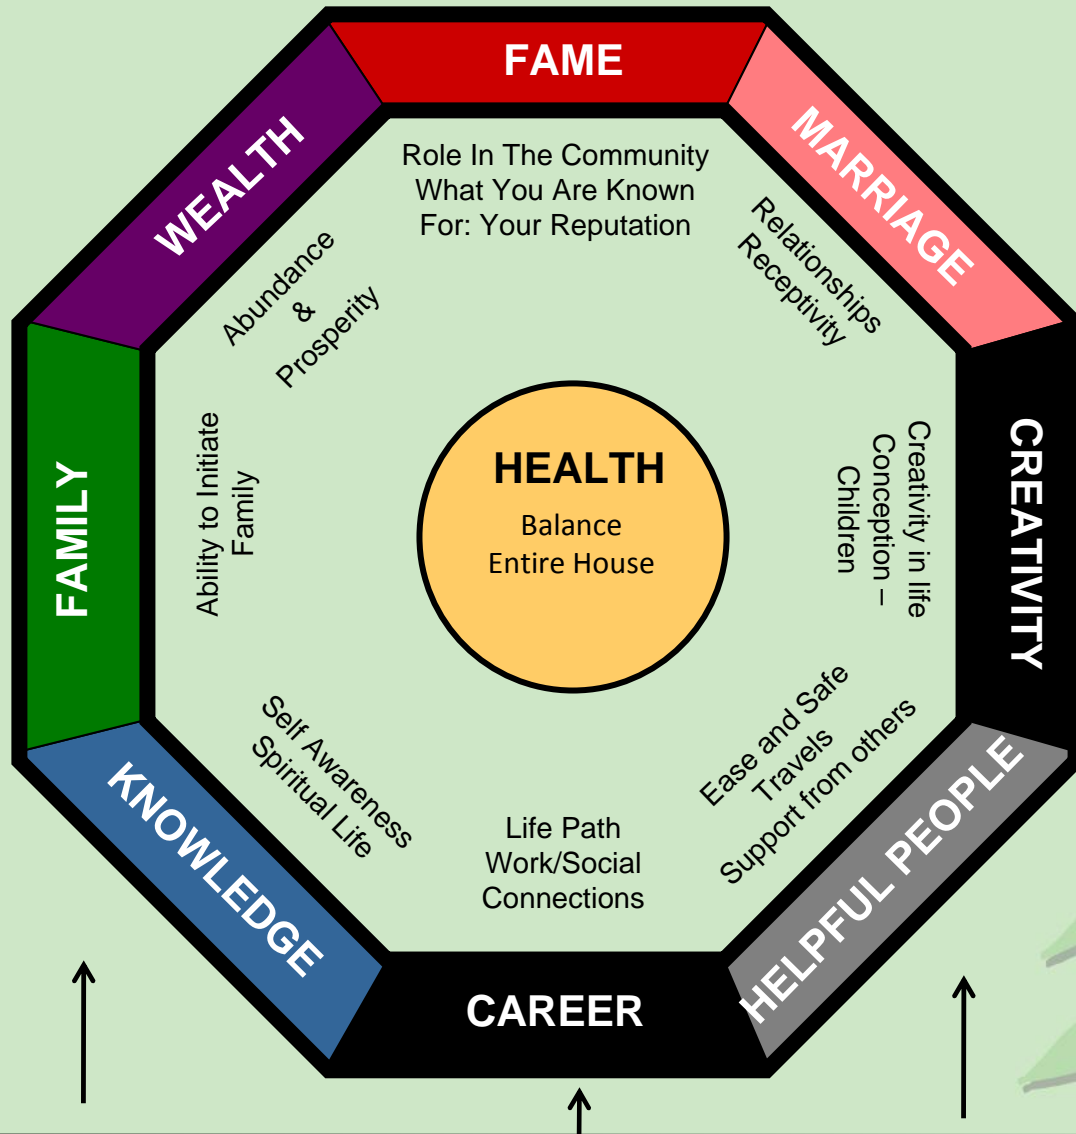 FAME
Role In The Community
What You Are Known
For: Your Reputation
WEALTH
Abundance
&
Prosperity
MARRIAGE
Relationships
Receptivity
FAMILY
Ability to Initiate
Family
HEALTH
Balance
Entire House
CREATIVITY
Creativity in life
Conception –
Children
KNOWLEDGE
Self Awareness
Spiritual Life
CAREER
Life Path
Work/Social
Connections
HELPFUL PEOPLE
Ease and Safe
Travels
Support from others